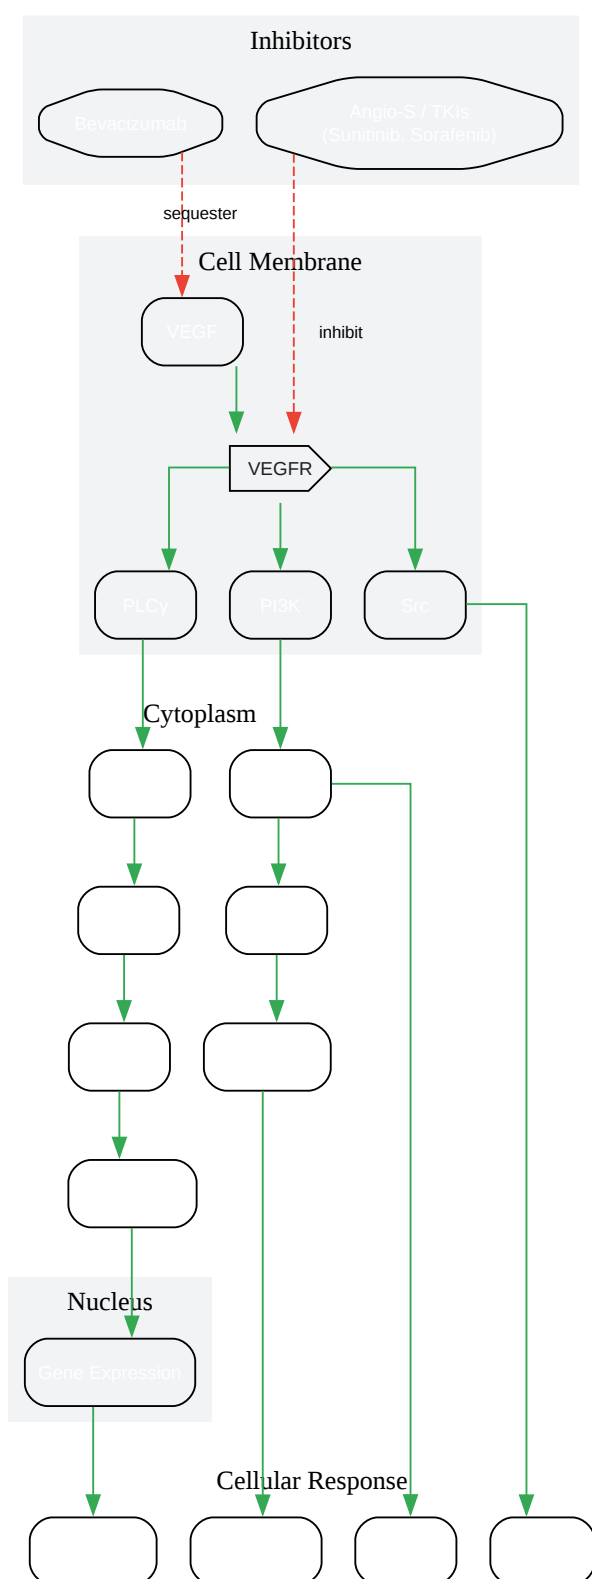 Inhibitors
Bevacizumab
Angio-S / TKIs
(Sunitinib, Sorafenib)
sequester
Cell Membrane
VEGF
inhibit
VEGFR
PLCγ
PI3K
Src
Cytoplasm
Nucleus
Gene Expression
Cellular Response